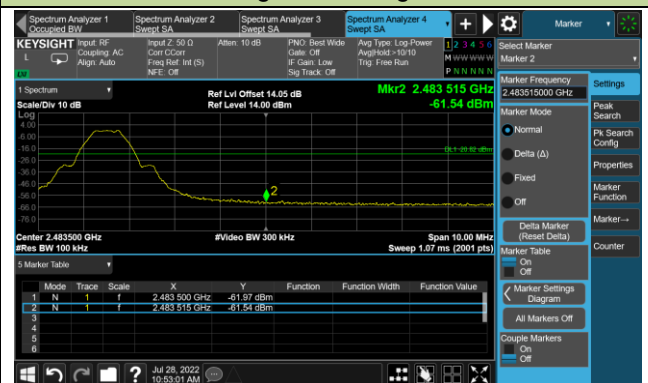 Spectrum Analyzer 1
Occupied BW
Spectrum Analyzer 2
Swept SA
Spectrum Analyzer 3
Swept SA
Spectrum Analyzer 4
Swept SA
Marker
KEYSIGHT
L
Input: RF
Coupling: AC
Align: Auto
Input Z: 50 Ω
Corr CCorr
Freq Ref: Int (S)
NFE: Off
Atten: 10 dB
PNO: Best Wide
Gate: Off
IF Gain: Low
Sig Track: Off
Avg Type: Log-Power
Avg|Hold:>10/10
Trig: Free Run
1 2 3 4 5 6
M W W W W W
P N N N N N
Select Marker
Marker 2
1 Spectrum
Scale/Div 10 dB
Log
Ref Lvl Offset 14.05 dB
Ref Level 14.00 dBm
Mkr2 2.483 515 GHz
-61.54 dBm
4.00
-6.00
-16.0
-26.0
-36.0
-46.0
-56.0
-66.0
-76.0
DL1 -20.82 dBm
2
Center 2.483500 GHz
#Res BW 100 kHz
#Video BW 300 kHz
Span 10.00 MHz
Sweep 1.07 ms (2001 pts)
5 Marker Table
Mode Trace Scale X Y Function Function Width Function Value
1 N 1 f 2.483 500 GHz -61.97 dBm
2 N 1 f 2.483 515 GHz -61.54 dBm
3
4
5
6
Marker Frequency
2.483515000 GHz
Marker Mode
Normal
Delta (Δ)
Fixed
Off
Delta Marker
(Reset Delta)
Marker Table
On
Off
Marker Settings
Diagram
All Markers Off
Couple Markers
On
Off
Settings
Peak
Search
Pk Search
Config
Properties
Marker
Function
Marker→
Counter
?
Jul 28, 2022
10:53:01 AM